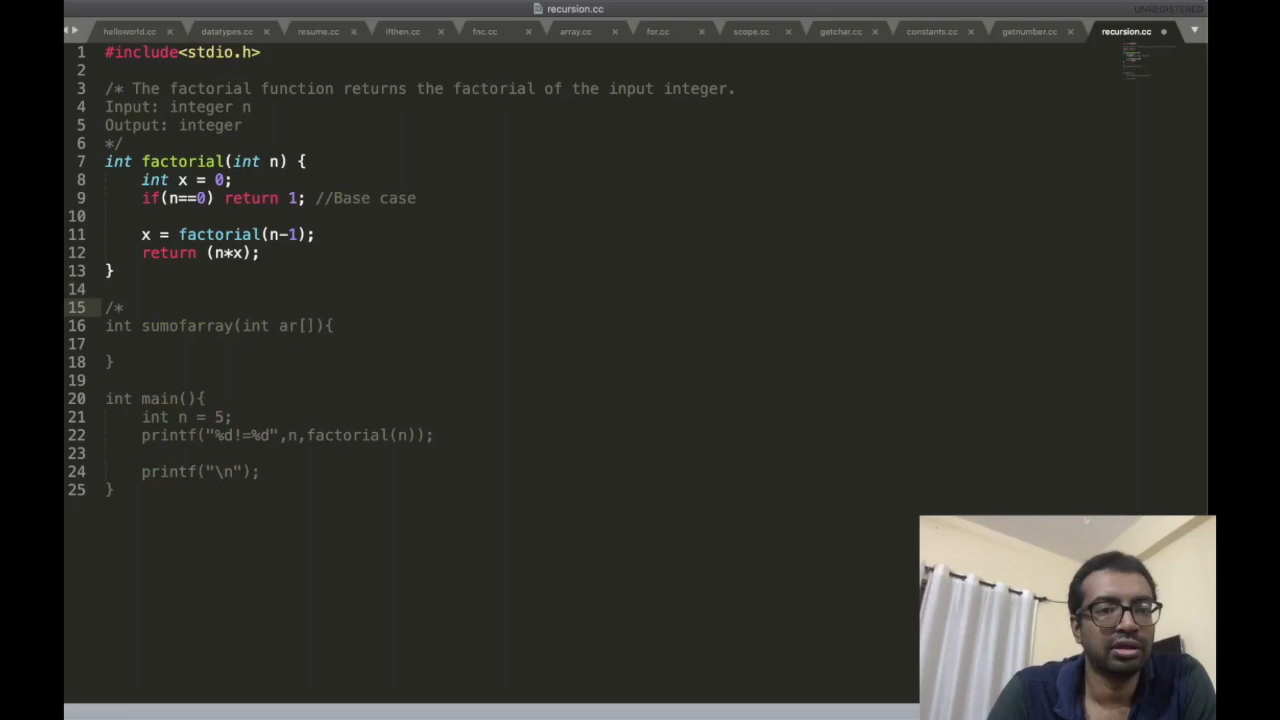 recursion.cc
UNREGISTERED
helloworld.cc × datatypes.cc × resume.cc × ifthen.cc × fnc.cc × array.cc × for.cc × scope.cc × getchar.cc × constants.cc × getnumber.cc × recursion.cc
1 #include<stdio.h>
2
3 /* The factorial function returns the factorial of the input integer.
4 Input: integer n
5 Output: integer
6 */
7 int factorial(int n) {
8 int x = 0;
9 if(n==0) return 1; //Base case
10
11 x = factorial(n-1);
12 return (n*x);
13 }
14
15 /*
16 int sumofarray(int ar[]){
17
18 }
19
20 int main(){
21 int n = 5;
22 printf("%d!=%d",n,factorial(n));
23
24 printf("\n");
25 }